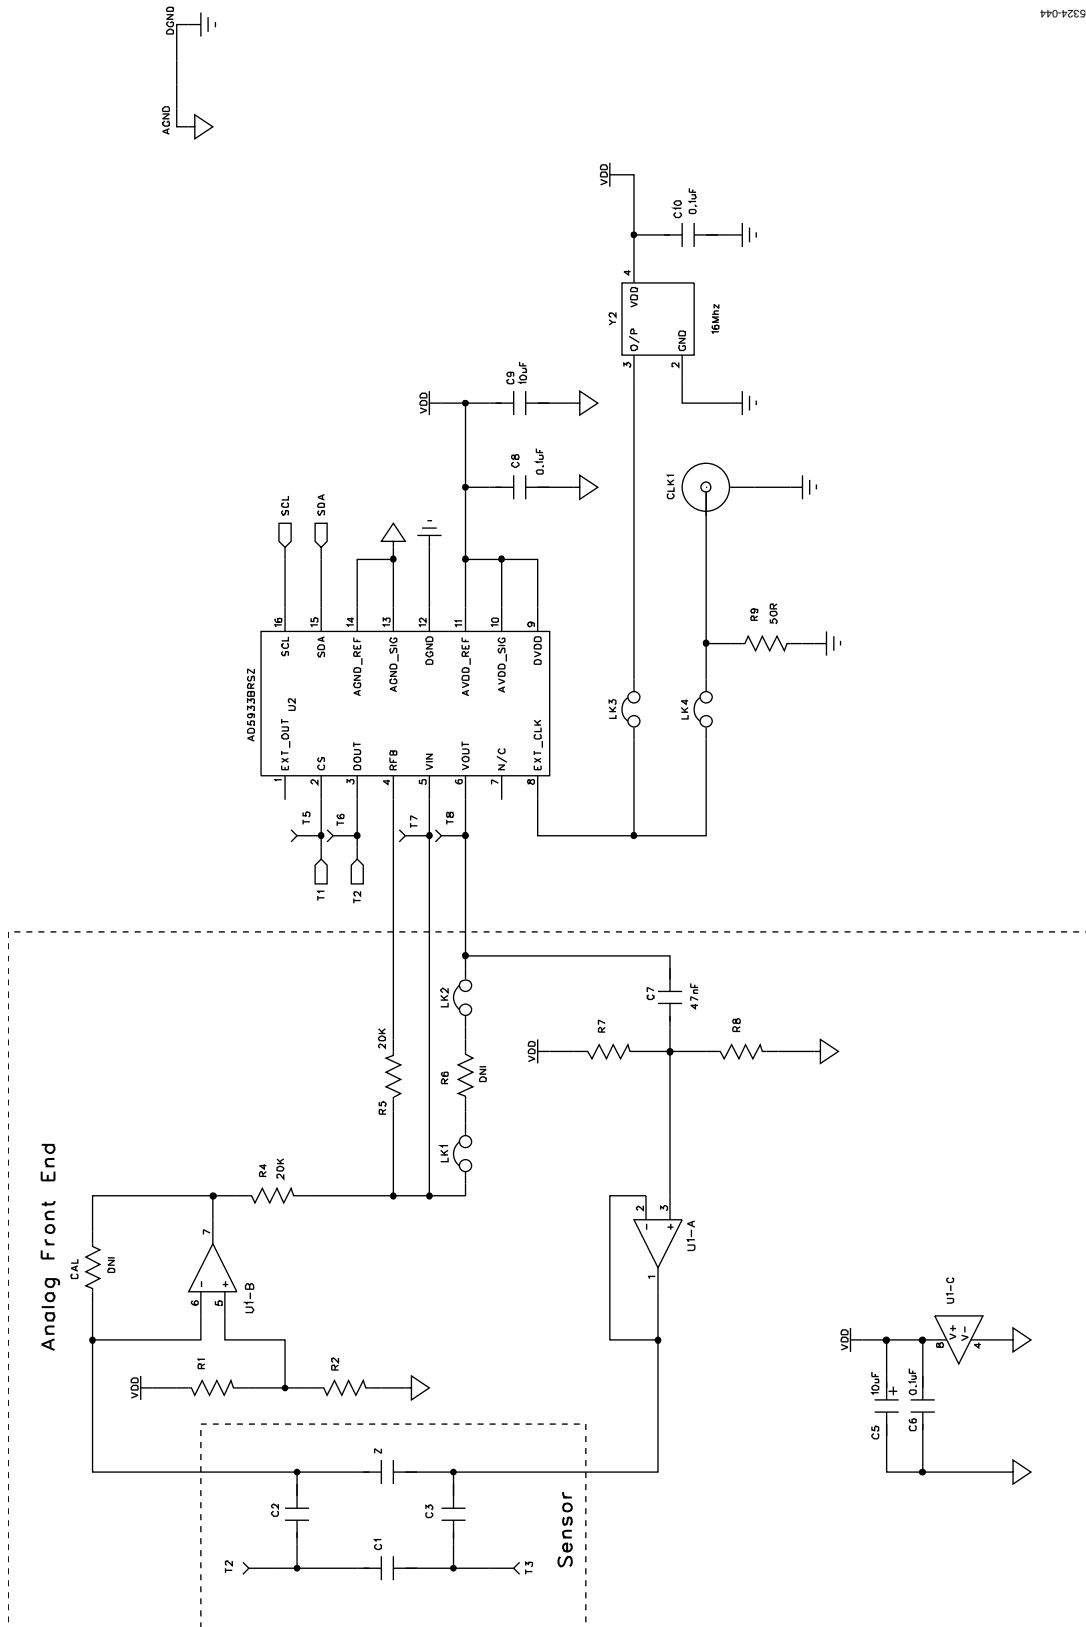 05324-044
DGND
AGND
VDD
C10
0.1uF
Y2
4
VDD
O/P
GND
3
2
16Mhz
VDD
C9
10uF
C8
0.1uF
CLK1
SCL
SDA
AD5933BRSZ
U2
16
15
14
13
12
11
10
9
SCL
SDA
AGND_REF
AGND_SIG
DGND
AVDD_REF
AVDD_SIG
DVDD
EXT_OUT
CS
DOUT
RFB
VIN
VOUT
N/C
EXT_CLK
1
2
3
4
5
6
7
8
R9
50R
LK3
LK4
T5
T6
T7
T8
T1
T2
Analog Front End
LK2
C7
47nF
R5
20K
R6
DNI
R7
R8
VDD
LK1
R4
20K
CAL
DNI
7
6
5
-
+
U1-B
2
3
-
+
1
U1-A
R1
R2
VDD
U1-C
VDD
8
V+
V-
4
10uF
+
0.1uF
C5
C6
Z
C2
C3
C1
T2
T3
Sensor